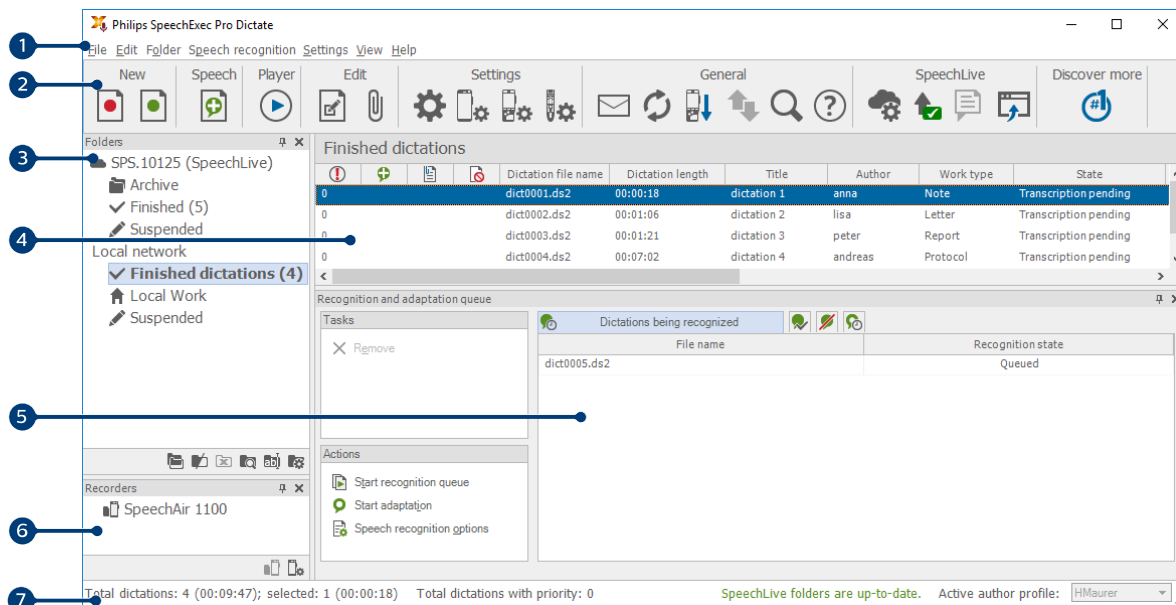 Philips SpeechExec Pro Dictate
1 File Edit Folder Speech recognition Settings View Help
New Speech Player Edit Settings General SpeechLive Discover more
2
#1
Folders
3 SPS.10125 (SpeechLive)
Archive
Finished (5)
Suspended
Local network
Finished dictations (4)
Local Work
Suspended
Finished dictations
Dictation file name Dictation length Title Author Work type State
0 dict0001.ds2 00:00:18 dictation 1 anna Note Transcription pending
0 dict0002.ds2 00:01:06 dictation 2 lisa Letter Transcription pending
4 0 dict0003.ds2 00:01:21 dictation 3 peter Report Transcription pending
0 dict0004.ds2 00:07:02 dictation 4 andreas Protocol Transcription pending
Recognition and adaptation queue
Tasks
Remove
Dictations being recognized
File name Recognition state
dict0005.ds2 Queued
5
Actions
Start recognition queue
Start adaptation
Speech recognition options
Recorders
SpeechAir 1100
6
7 Total dictations: 4 (00:09:47); selected: 1 (00:00:18) Total dictations with priority: 0 SpeechLive folders are up-to-date. Active author profile: HMaurer